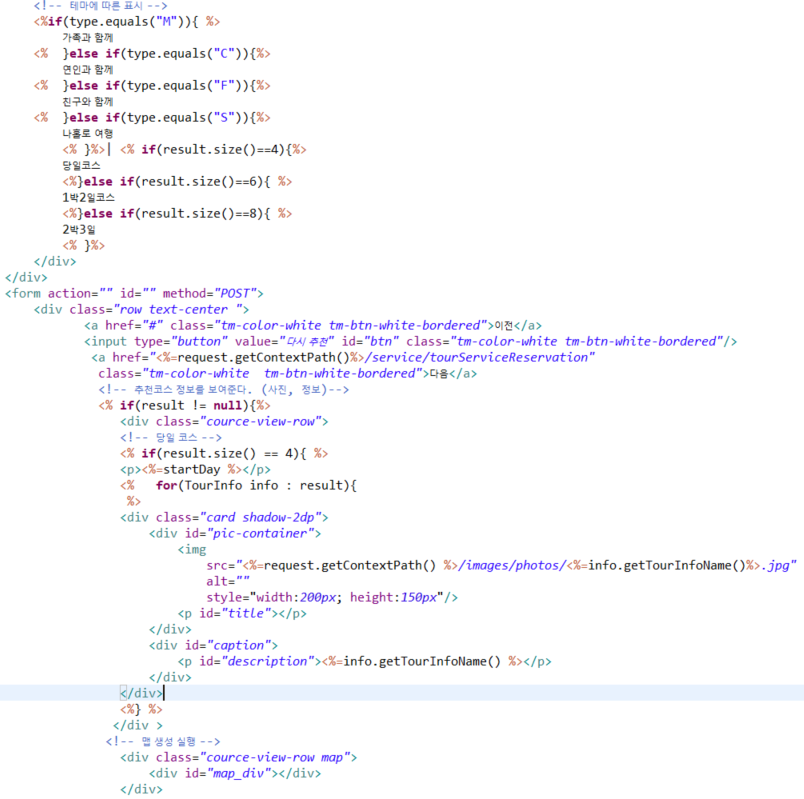 <!-- 테마에 따른 표시 -->
<%if(type.equals("M")){ %>
가족과 함께
<%  }else if(type.equals("C")){%>
연인과 함께
<%  }else if(type.equals("F")){%>
친구와 함께
<%  }else if(type.equals("S")){%>
나홀로 여행
<% }%>| <% if(result.size()==4){%>
당일코스
<%}else if(result.size()==6){ %>
1박2일코스
<%}else if(result.size()==8){ %>
2박3일
<% }%>
</div>
</div>
<form action="" id="" method="POST">
<div class="row text-center ">
<a href="#" class="tm-color-white tm-btn-white-bordered">이전</a>
<input type="button" value="다시 추천" id="btn" class="tm-color-white tm-btn-white-bordered"/>
<a href="<%=request.getContextPath()%>/service/tourServiceReservation"
class="tm-color-white  tm-btn-white-bordered">다음</a>
<!-- 추천코스 정보를 보여준다. (사진, 정보)-->
<% if(result != null){%>
<div class="cource-view-row">
<!-- 당일 코스 -->
<% if(result.size() == 4){ %>
<p><%=startDay %></p>
<%   for(TourInfo info : result){
%>
<div class="card shadow-2dp">
<div id="pic-container">
<img
src="<%=request.getContextPath() %>/images/photos/<%=info.getTourInfoName()%>.jpg"
alt=""
style="width:200px; height:150px"/>
<p id="title"></p>
</div>
<div id="caption">
<p id="description"><%=info.getTourInfoName() %></p>
</div>
</div>
<%} %>
</div >
<!-- 맵 생성 실행 -->
<div class="cource-view-row map">
<div id="map_div"></div>
</div>